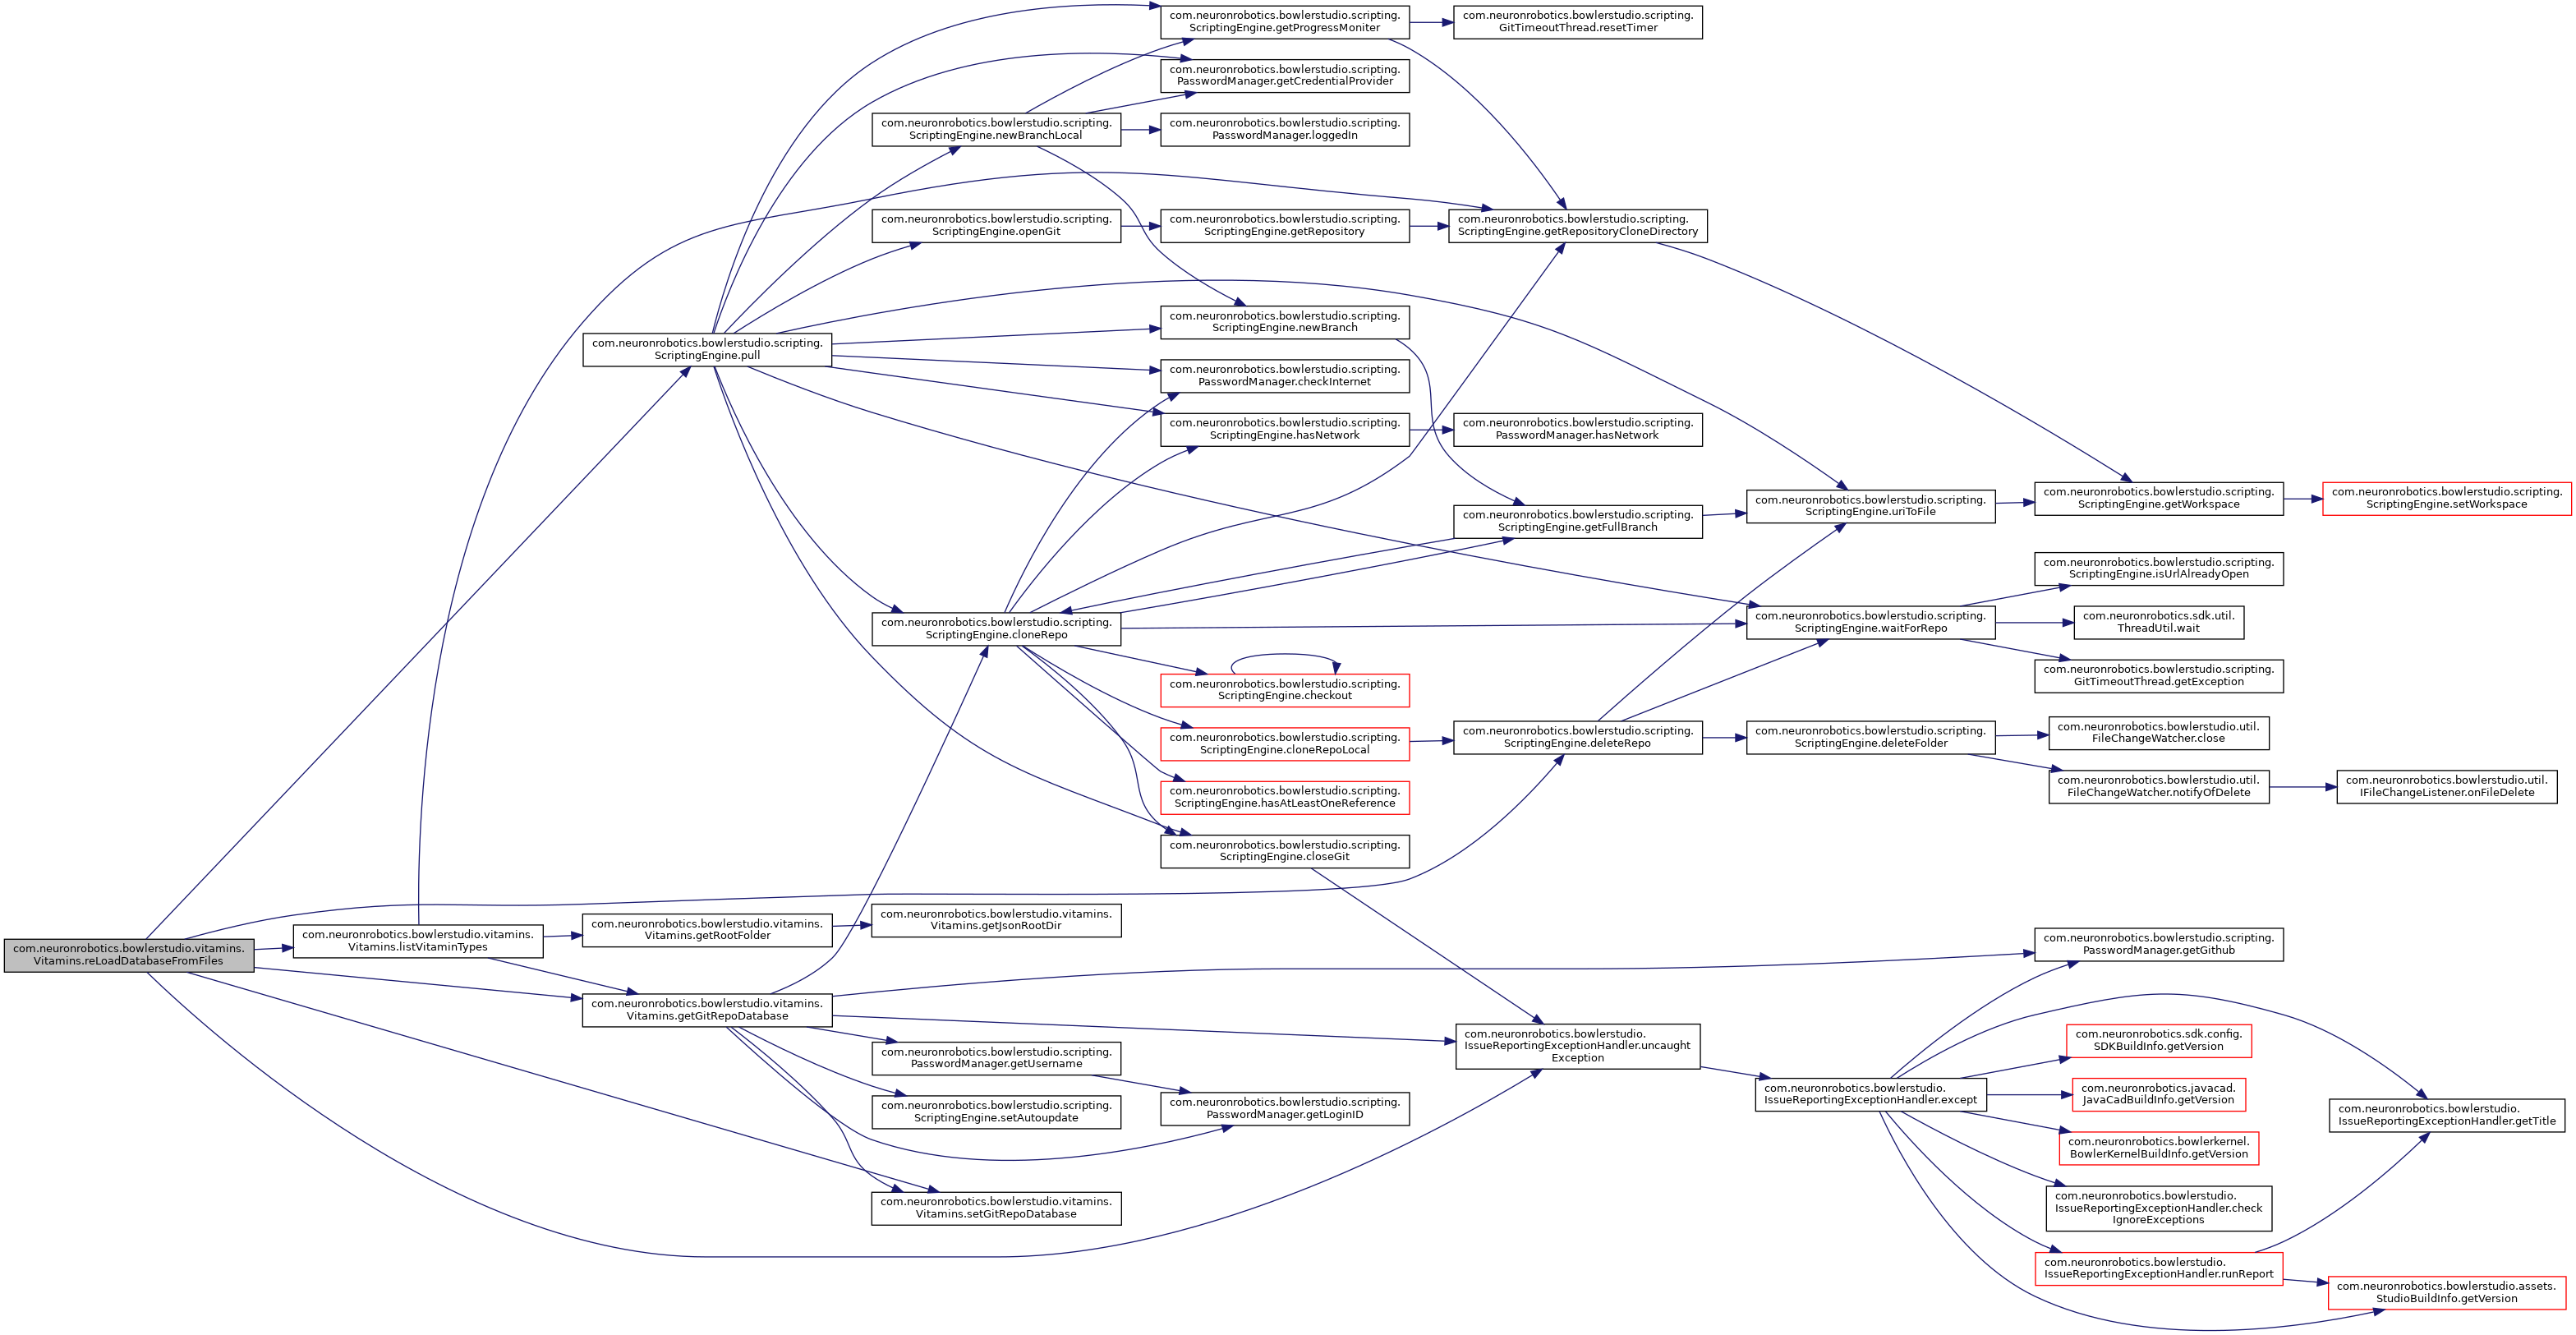 com.neuronrobotics.bowlerstudio.vitamins.
Vitamins.reLoadDatabaseFromFiles
com.neuronrobotics.bowlerstudio.vitamins.
Vitamins.listVitaminTypes
com.neuronrobotics.bowlerstudio.scripting.
ScriptingEngine.pull
com.neuronrobotics.bowlerstudio.vitamins.
Vitamins.getRootFolder
com.neuronrobotics.bowlerstudio.vitamins.
Vitamins.getGitRepoDatabase
com.neuronrobotics.bowlerstudio.scripting.
ScriptingEngine.newBranchLocal
com.neuronrobotics.bowlerstudio.scripting.
ScriptingEngine.openGit
com.neuronrobotics.bowlerstudio.scripting.
ScriptingEngine.cloneRepo
com.neuronrobotics.bowlerstudio.vitamins.
Vitamins.getJsonRootDir
com.neuronrobotics.bowlerstudio.scripting.
PasswordManager.getUsername
com.neuronrobotics.bowlerstudio.scripting.
ScriptingEngine.setAutoupdate
com.neuronrobotics.bowlerstudio.vitamins.
Vitamins.setGitRepoDatabase
com.neuronrobotics.bowlerstudio.scripting.
ScriptingEngine.getProgressMoniter
com.neuronrobotics.bowlerstudio.scripting.
PasswordManager.getCredentialProvider
com.neuronrobotics.bowlerstudio.scripting.
PasswordManager.loggedIn
com.neuronrobotics.bowlerstudio.scripting.
ScriptingEngine.getRepository
com.neuronrobotics.bowlerstudio.scripting.
ScriptingEngine.newBranch
com.neuronrobotics.bowlerstudio.scripting.
PasswordManager.checkInternet
com.neuronrobotics.bowlerstudio.scripting.
ScriptingEngine.hasNetwork
com.neuronrobotics.bowlerstudio.scripting.
ScriptingEngine.checkout
com.neuronrobotics.bowlerstudio.scripting.
ScriptingEngine.cloneRepoLocal
com.neuronrobotics.bowlerstudio.scripting.
ScriptingEngine.hasAtLeastOneReference
com.neuronrobotics.bowlerstudio.scripting.
ScriptingEngine.closeGit
com.neuronrobotics.bowlerstudio.scripting.
PasswordManager.getLoginID
com.neuronrobotics.bowlerstudio.scripting.
GitTimeoutThread.resetTimer
com.neuronrobotics.bowlerstudio.scripting.
ScriptingEngine.getRepositoryCloneDirectory
com.neuronrobotics.bowlerstudio.scripting.
PasswordManager.hasNetwork
com.neuronrobotics.bowlerstudio.scripting.
ScriptingEngine.getFullBranch
com.neuronrobotics.bowlerstudio.scripting.
ScriptingEngine.deleteRepo
com.neuronrobotics.bowlerstudio.
IssueReportingExceptionHandler.uncaught
Exception
com.neuronrobotics.bowlerstudio.scripting.
ScriptingEngine.uriToFile
com.neuronrobotics.bowlerstudio.scripting.
ScriptingEngine.waitForRepo
com.neuronrobotics.bowlerstudio.scripting.
ScriptingEngine.deleteFolder
com.neuronrobotics.bowlerstudio.
IssueReportingExceptionHandler.except
com.neuronrobotics.bowlerstudio.scripting.
ScriptingEngine.getWorkspace
com.neuronrobotics.bowlerstudio.scripting.
ScriptingEngine.isUrlAlreadyOpen
com.neuronrobotics.sdk.util.
ThreadUtil.wait
com.neuronrobotics.bowlerstudio.scripting.
GitTimeoutThread.getException
com.neuronrobotics.bowlerstudio.util.
FileChangeWatcher.close
com.neuronrobotics.bowlerstudio.util.
FileChangeWatcher.notifyOfDelete
com.neuronrobotics.bowlerstudio.scripting.
PasswordManager.getGithub
com.neuronrobotics.sdk.config.
SDKBuildInfo.getVersion
com.neuronrobotics.javacad.
JavaCadBuildInfo.getVersion
com.neuronrobotics.bowlerkernel.
BowlerKernelBuildInfo.getVersion
com.neuronrobotics.bowlerstudio.
IssueReportingExceptionHandler.check
IgnoreExceptions
com.neuronrobotics.bowlerstudio.
IssueReportingExceptionHandler.runReport
com.neuronrobotics.bowlerstudio.scripting.
ScriptingEngine.setWorkspace
com.neuronrobotics.bowlerstudio.util.
IFileChangeListener.onFileDelete
com.neuronrobotics.bowlerstudio.
IssueReportingExceptionHandler.getTitle
com.neuronrobotics.bowlerstudio.assets.
StudioBuildInfo.getVersion